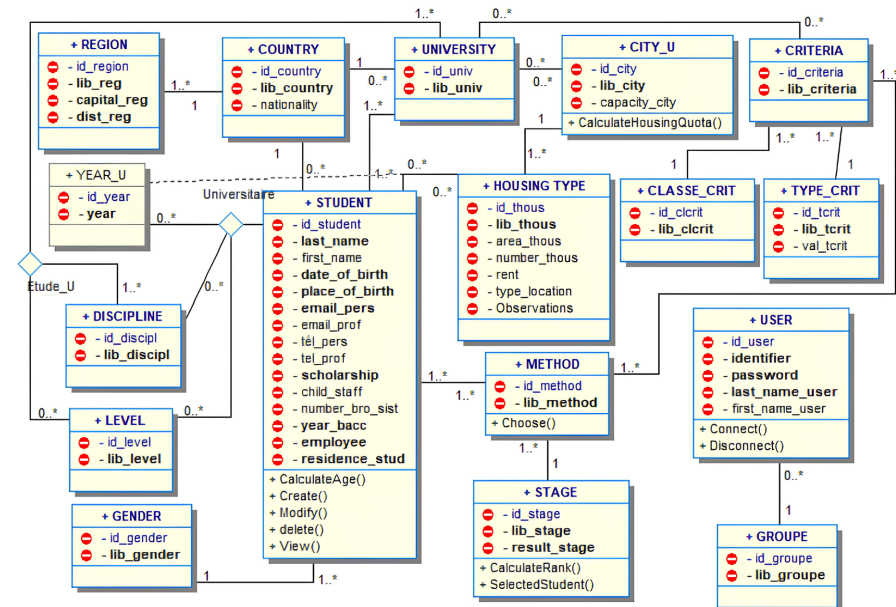 1..*
0..*
0..*
+ REGION
- id_region
- lib_reg
- capital_reg
- dist_reg
1..*
1
+ COUNTRY
- id_country
- lib_country
- nationality
1
0..*
+ UNIVERSITY
- id_univ
- lib_univ
0..*
0..*
+ CITY_U
- id_city
- lib_city
- capacity_city
+ CalculateHousingQuota()
+ CRITERIA
- id_criteria
- lib_criteria
1..*
1..*
1
1..*
1..*
1
0..*
1..*
1..*
0..*
0..*
1
1
+ YEAR_U
- id_year
- year
0..*
Universitaire
+ STUDENT
- id_student
- last_name
- first_name
- date_of_birth
- place_of_birth
- email_pers
- email_prof
- tél_pers
- tel_prof
- scholarship
- child_staff
- number_bro_sist
- year_bacc
- employee
- residence_stud
+ CalculateAge()
+ Create()
+ Modify()
+ delete()
+ View()
+ HOUSING TYPE
- id_thous
- lib_thous
- area_thous
- number_thous
- rent
- type_location
- Observations
+ CLASSE_CRIT
- id_clcrit
- lib_clcrit
+ TYPE_CRIT
- id_tcrit
- lib_tcrit
- val_tcrit
Etude_U
1..*
0..*
+ DISCIPLINE
- id_discipl
- lib_discipl
+ USER
- id_user
- identifier
- password
- last_name_user
- first_name_user
+ Connect()
+ Disconnect()
+ METHOD
- id_method
- lib_method
+ Choose()
1..*
1..*
1..*
0..*
0..*
+ LEVEL
- id_level
- lib_level
1..*
1
0..*
1
+ STAGE
- id_stage
- lib_stage
- result_stage
+ CalculateRank()
+ SelectedStudent()
+ GENDER
- id_gender
- lib_gender
1
1..*
+ GROUPE
- id_groupe
- lib_groupe